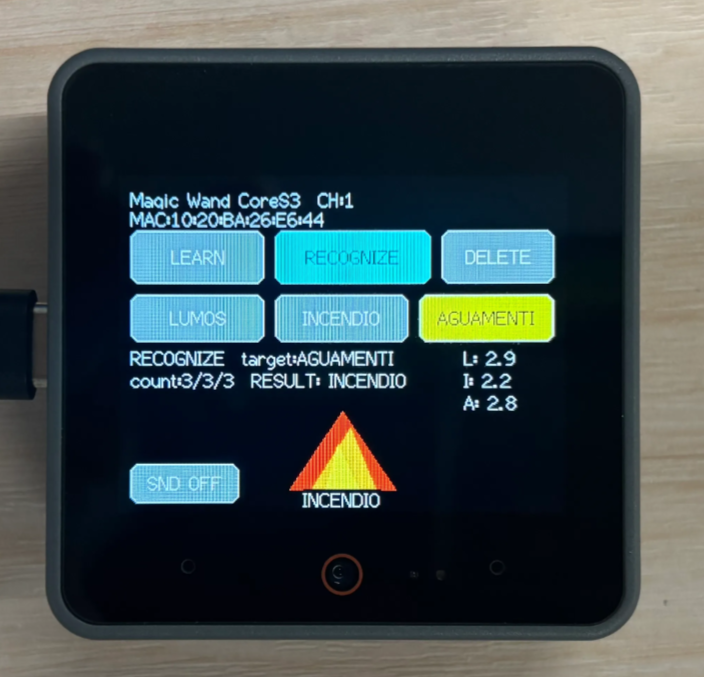 Magic Wand CoreS3 CH:1
MAC:10:20:BA:26:E6:44
LEARN RECOGNIZE DELETE
LUMOS INCENDIO AGUAMENTI
RECOGNIZE target:AGUAMENTI L: 2.9
count:3/3/3 RESULT: INCENDIO I: 2.2
A: 2.8
SND OFF
INCENDIO